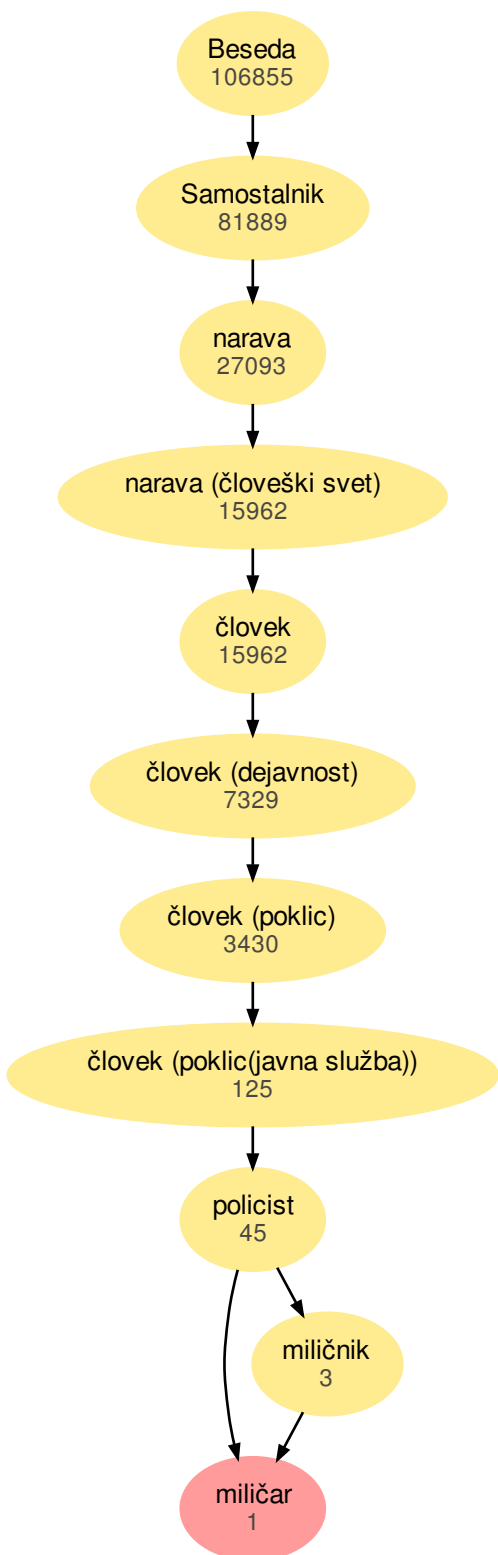 Beseda
106855
Samostalnik
81889
narava
27093
narava (človeški svet)
15962
človek
15962
človek (dejavnost)
7329
človek (poklic)
3430
človek (poklic(javna služba))
125
policist
45
miličnik
3
miličar
1